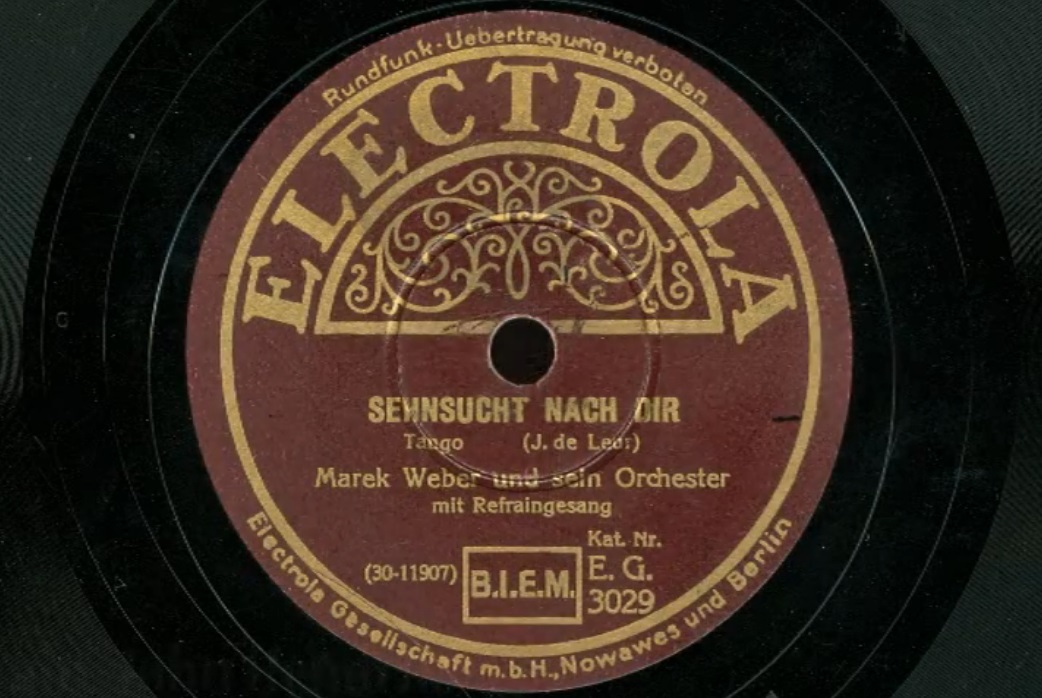 Rundfunk-Uebertragung verboten
ELECTROLA
SEHNSUCHT NACH DIR
Tango (J. de Leur)
Marek Weber und sein Orchester
mit Refraingesang
Kat. Nr.
(30-11907) B.I.E.M. E. G.
3029
Electrola Gesellschaft m.b.H., Nowawes und Berlin